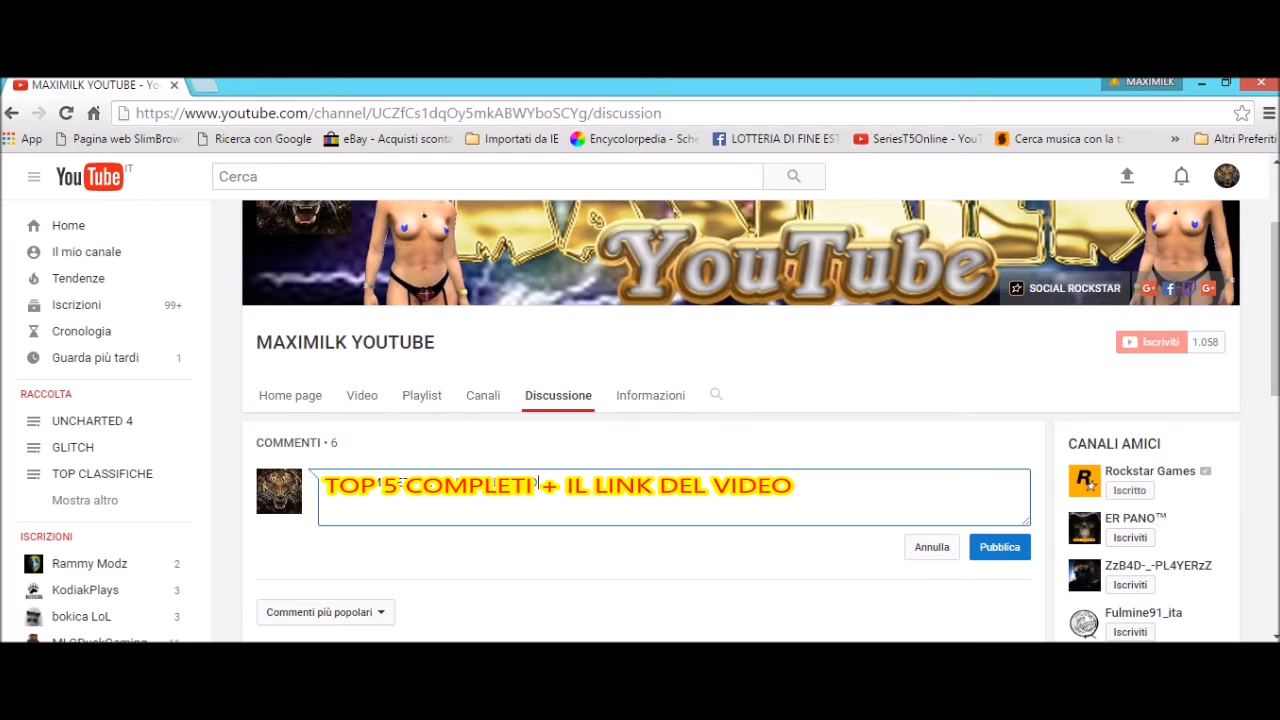 MAXIMILK YOUTUBE - Yo
MAXIMILK
https://www.youtube.com/channel/UCZfCs1dqOy5mkABWYboSCYg/discussion
App
Pagina web SlimBrow
Ricerca con Google
eBay - Acquisti sconta
Importati da IE
Encycolorpedia - Sche
LOTTERIA DI FINE EST
SeriesT5Online - YouT
Cerca musica con la t
»
Altri Preferiti
YouTube IT
Cerca
YouTube
SOCIAL ROCKSTAR
Home
Il mio canale
Tendenze
Iscrizioni 99+
Cronologia
Guarda più tardi 1
RACCOLTA
UNCHARTED 4
GLITCH
TOP CLASSIFICHE
Mostra altro
ISCRIZIONI
Rammy Modz 2
KodiakPlays 3
bokica LoL 3
MAXIMILK YOUTUBE
Iscriviti 1.058
Home page
Video
Playlist
Canali
Discussione
Informazioni
COMMENTI • 6
TOP 5 COMPLETI + IL LINK DEL VIDEO
Annulla
Pubblica
Commenti più popolari
CANALI AMICI
Rockstar Games
Iscritto
ER PANO™
Iscriviti
ZzB4D-_-PL4YERzZ
Iscriviti
Fulmine91_ita
Iscriviti